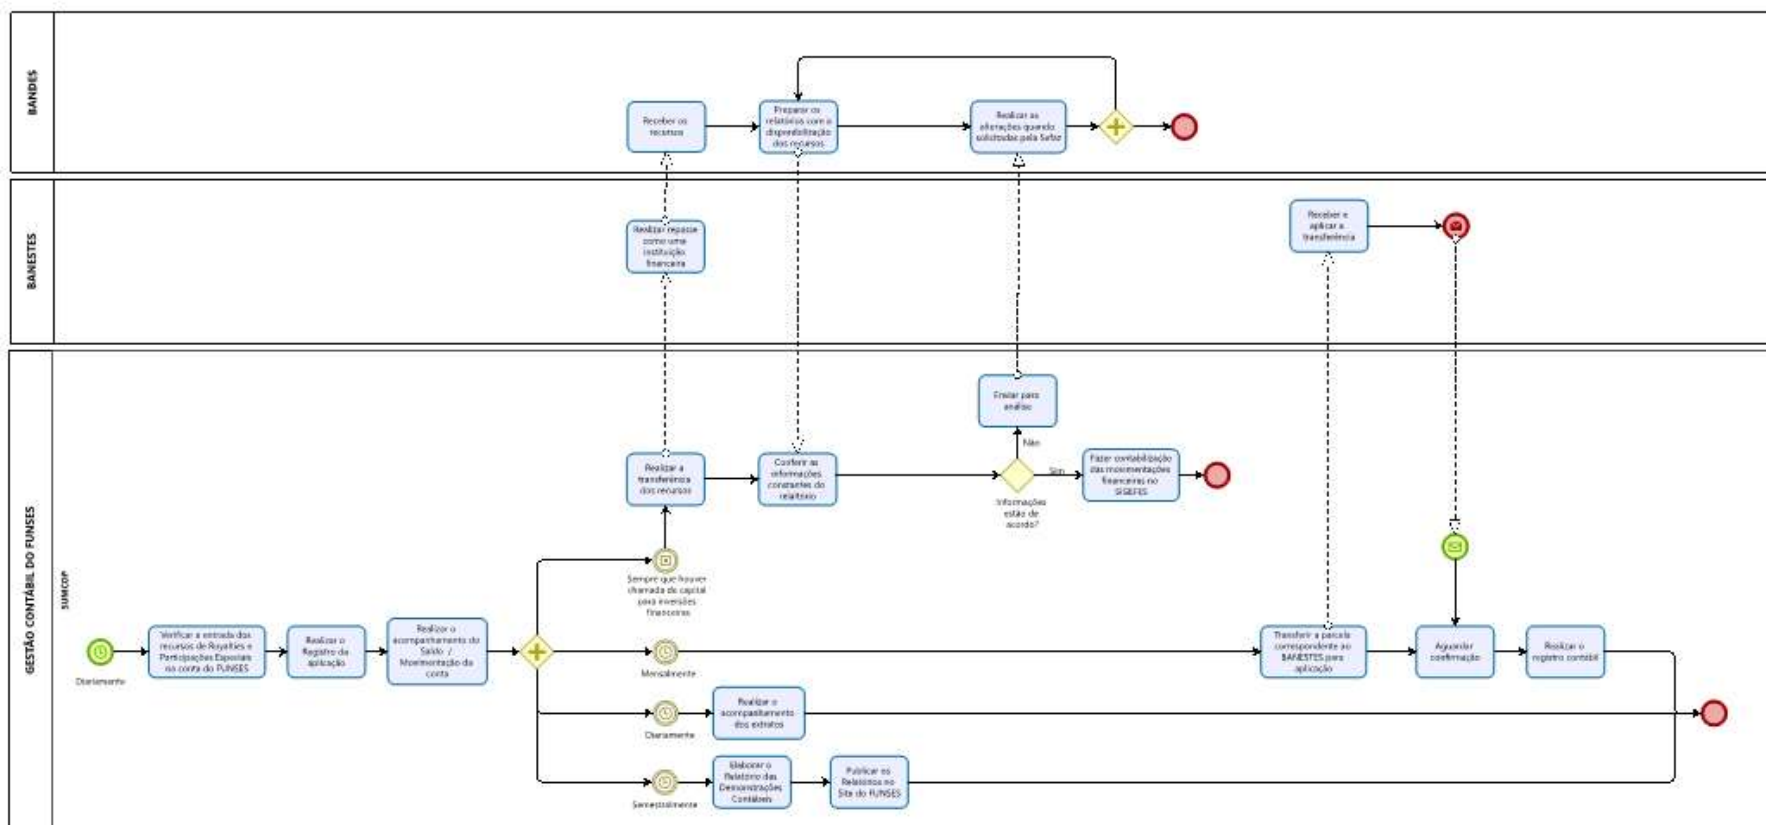 BANDES
Receber os
recursos
Preparar os
relatórios com a
disponibilização
dos recursos
Realizar as
alterações quando
solicitadas pela Sefaz
BANESTES
Realizar repasse
como uma
instituição
financeira
Receber e
aplicar a
transferência
GESTÃO CONTÁBIL DO FUNSES
SUMCOP
Enviar para
análise
Não
Realizar a
transferência
dos recursos
Conferir as
informações
constantes do
relatório
Informações
estão de
acordo?
Sim
Fazer contabilização
das movimentações
financeiras no
SIGEFES
Sempre que houver
chamada de capital
para inversões
financeiras
Diariamente
Verificar a entrada dos
recursos de Royalties e
Participações Especiais
na conta do FUNSES
Realizar o
Registro da
aplicação
Realizar o
acompanhamento do
Saldo /
Movimentação da
conta
Mensalmente
Transferir a parcela
correspondente ao
BANESTES para
aplicação
Aguardar
confirmação
Realizar o
registro contábil
Diariamente
Realizar o
acompanhamento
dos extratos
Semestralmente
Elaborar o
Relatório das
Demonstrações
Contábeis
Publicar os
Relatórios no
Site do FUNSES